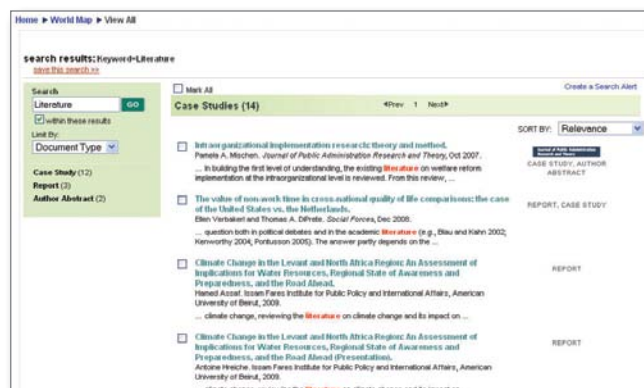 Home ▶ World Map ▶ View All
search results: Keyword=Literature
save this search >>
Search
Literature GO
within these results
Limit By:
Document Type
Case Study (12)
Report (3)
Author Abstract (2)
Mark All
Create a Search Alert
Case Studies (14) ◀Prev 1 Next▶
SORT BY: Relevance
Intraorganizational implementation research: theory and method.
Pamela A. Mischen. Journal of Public Administration Research and Theory, Oct 2007.
... In building the first level of understanding, the existing literature on welfare reform
implementation at the intraorganizational level is reviewed. From this review, ...
Journal of Public Administration
Research and Theory
CASE STUDY, AUTHOR
ABSTRACT
The value of non-work time in cross-national quality of life comparisons: the case
of the United States vs. the Netherlands.
Ellen Verbakel and Thomas A. DiPrete. Social Forces, Dec 2008.
... question both in political debates and in the academic literature (e.g., Blau and Kahn 2002;
Kenworthy 2004; Pontusson 2005). The answer partly depends on the ...
REPORT, CASE STUDY
Climate Change in the Levant and North Africa Region: An Assessment of
Implications for Water Resources, Regional State of Awareness and
Preparedness, and the Road Ahead.
Hamed Assaf. Issam Fares Institute for Public Policy and International Affairs, American
University of Beirut, 2009.
... climate change, reviewing the literature on climate change and its impact on ...
REPORT
Climate Change in the Levant and North Africa Region: An Assessment of
Implications for Water Resources, Regional State of Awareness and
Preparedness, and the Road Ahead (Presentation).
Antoine Hreiche. Issam Fares Institute for Public Policy and International Affairs, American
University of Beirut, 2009.
REPORT